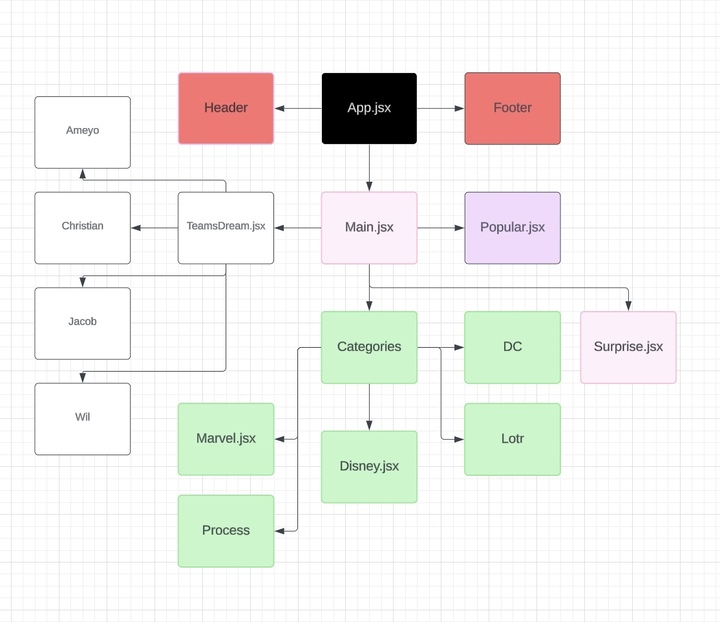 Header
App.jsx
Footer
Ameyo
Christian
TeamsDream.jsx
Main.jsx
Popular.jsx
Jacob
Categories
DC
Surprise.jsx
Wil
Marvel.jsx
Disney.jsx
Lotr
Process